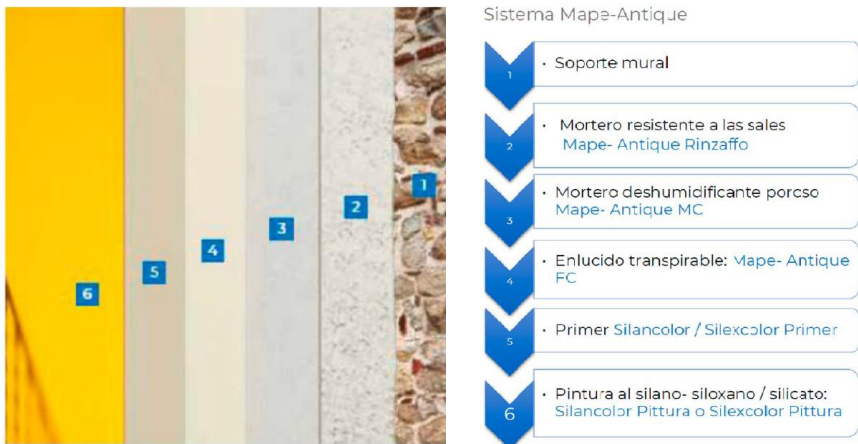 6
5
4
3
2
1
Sistema Mape-Antique
1
• Soporte mural
2
• Mortero resistente a las sales
Mape- Antique Rinzaffo
3
• Mortero deshumidificante porcso
Mape- Antique MC
4
• Enlucido transpirable: Mape- Antique
FC
5
• Primer Silancolor / Silexcolor Primer
6
• Pintura al silano- siloxano / silicato:
Silancolor Pittura o Silexcolor Pittura